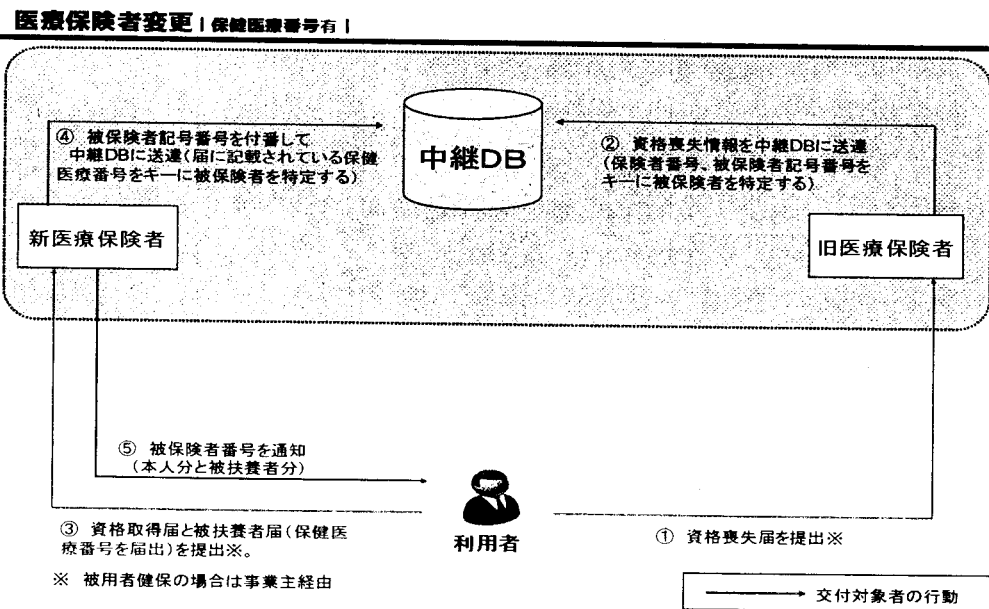 医療保険者変更|保健医療番号有|
④ 被保険者記号番号を付番して
中継DBに送達(届に記載されている保健
医療番号をキーに被保険者を特定する)
中継DB
② 資格喪失情報を中継DBに送達
(保険者番号、被保険者記号番号を
キーに被保険者を特定する)
新医療保険者
旧医療保険者
⑤ 被保険者番号を通知
(本人分と被扶養者分)
③ 資格取得届と被扶養者届(保健医
療番号を届出)を提出※。
利用者
① 資格喪失届を提出※
※ 被用者健保の場合は事業主経由
交付対象者の行動